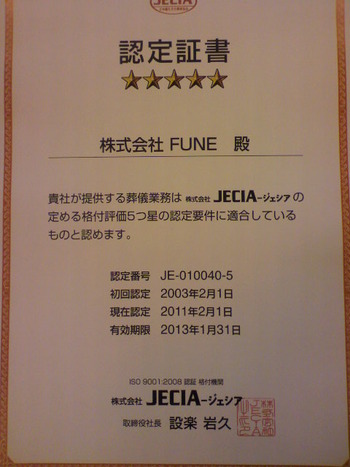 JECIA
認定証書
★★★★★
株式会社 FUNE 殿
貴社が提供する葬儀業務は 株式会社 JECIA-ジェシア の
定める格付評価5つ星の認定要件に適合している
ものと認めます。
認定番号 JE-010040-5
初回認定 2003年2月1日
現在認定 2011年2月1日
有効期限 2013年1月31日
ISO 9001:2008 認証 格付機関
株式会社 JECIA-ジェシア
取締役社長 設楽 岩久